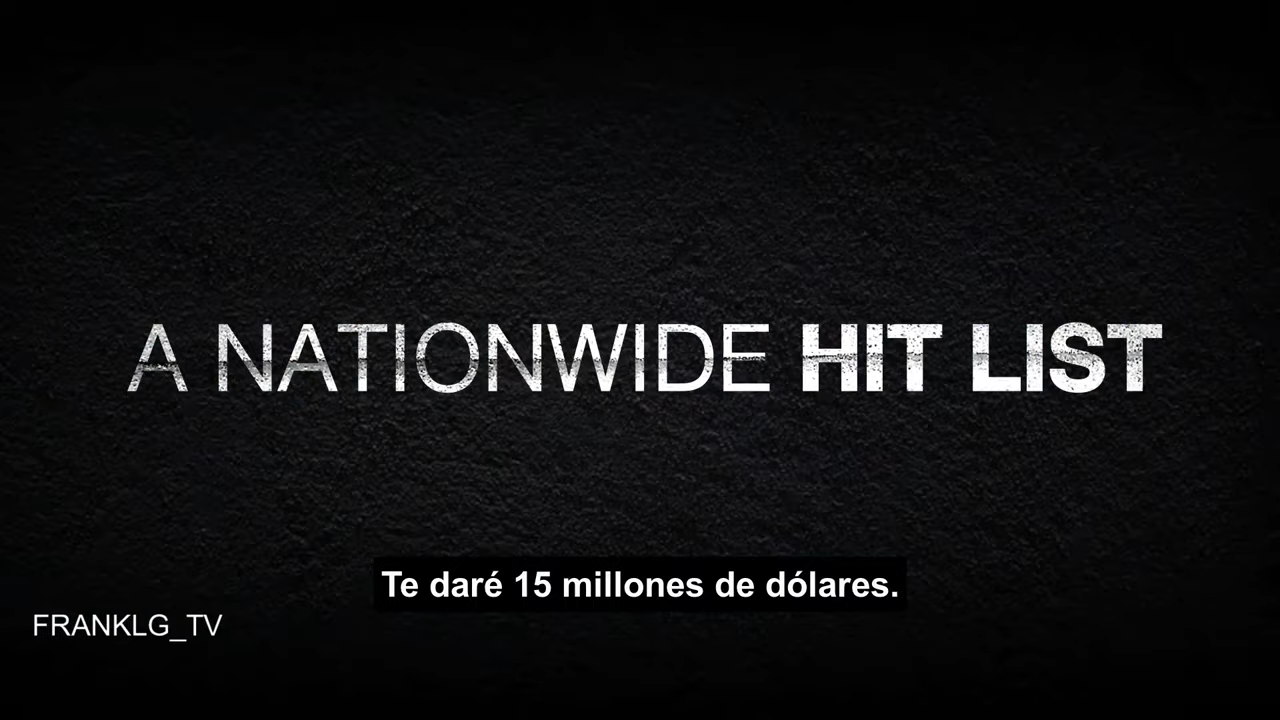 A NATIONWIDE HIT LIST
Te daré 15 millones de dólares.
FRANKLG_TV